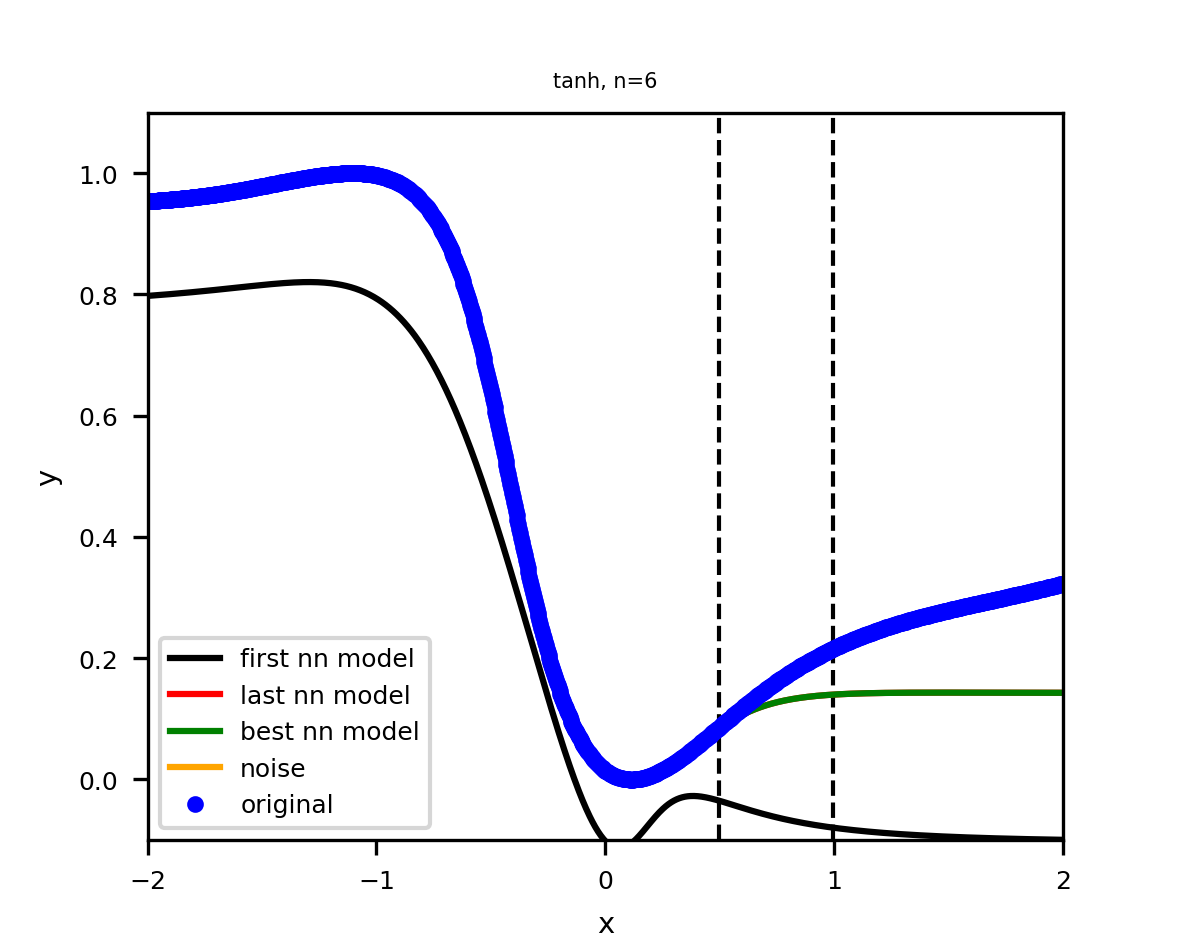 tanh, n=6
1.0
0.8
0.6
0.4
0.2
0.0
y
first nn model
last nn model
best nn model
noise
original
−2
−1
0
1
2
x